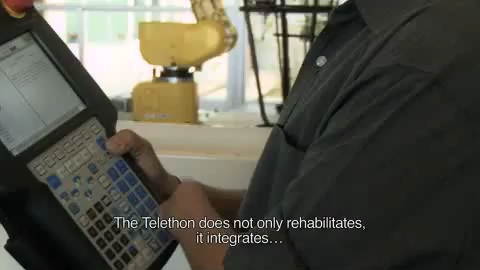 The Telethon does not only rehabilitates,
it integrates…